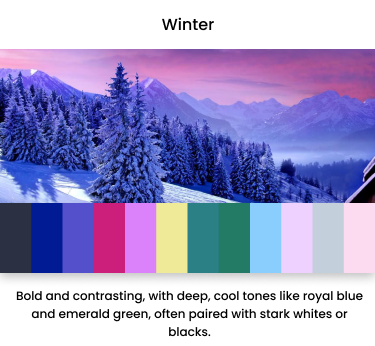 Winter
Bold and contrasting, with deep, cool tones like royal blue
and emerald green, often paired with stark whites or
blacks.